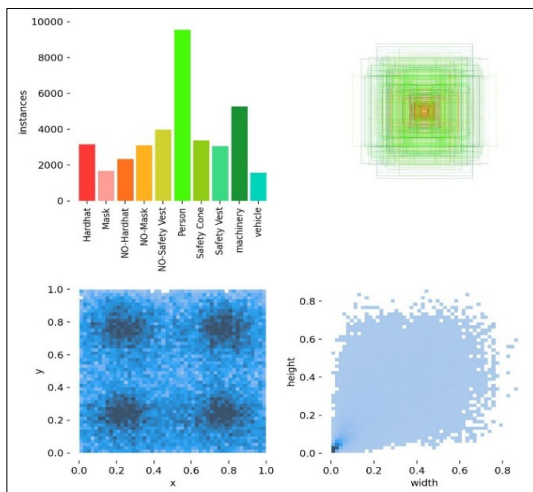 10000
8000
6000
4000
2000
0
instances
Hardhat
Mask
NO-Hardhat
NO-Mask
NO-Safety Vest
Person
Safety Cone
Safety Vest
machinery
vehicle
1.0
0.8
0.6
0.4
0.2
0.0
y
0.0 0.2 0.4 0.6 0.8 1.0
x
0.8
0.6
0.4
0.2
0.0
height
0.0 0.2 0.4 0.6 0.8
width